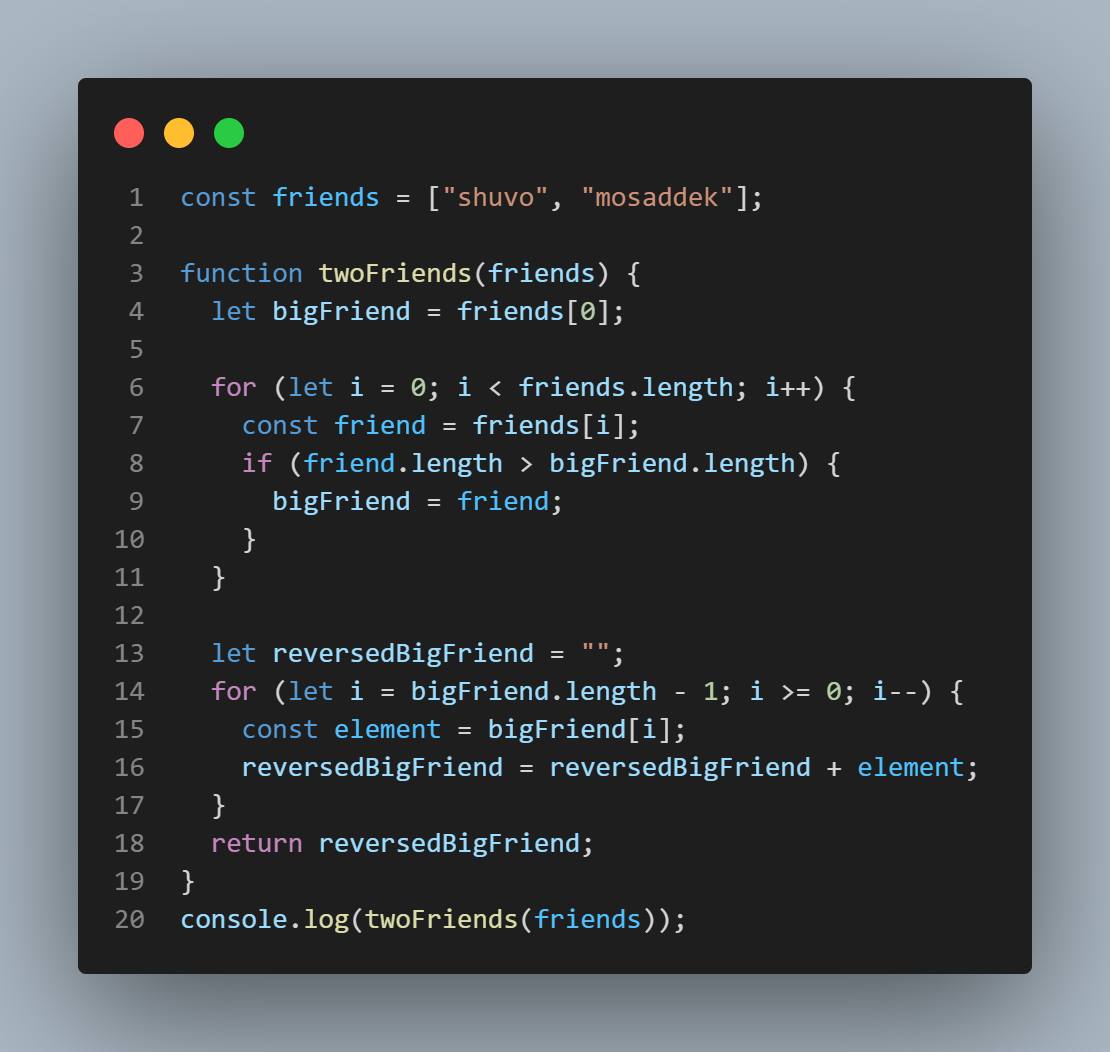 1 const friends = ["shuvo", "mosaddek"];
2
3 function twoFriends(friends) {
4   let bigFriend = friends[0];
5
6   for (let i = 0; i < friends.length; i++) {
7     const friend = friends[i];
8     if (friend.length > bigFriend.length) {
9       bigFriend = friend;
10     }
11   }
12
13   let reversedBigFriend = "";
14   for (let i = bigFriend.length - 1; i >= 0; i--) {
15     const element = bigFriend[i];
16     reversedBigFriend = reversedBigFriend + element;
17   }
18   return reversedBigFriend;
19 }
20 console.log(twoFriends(friends));